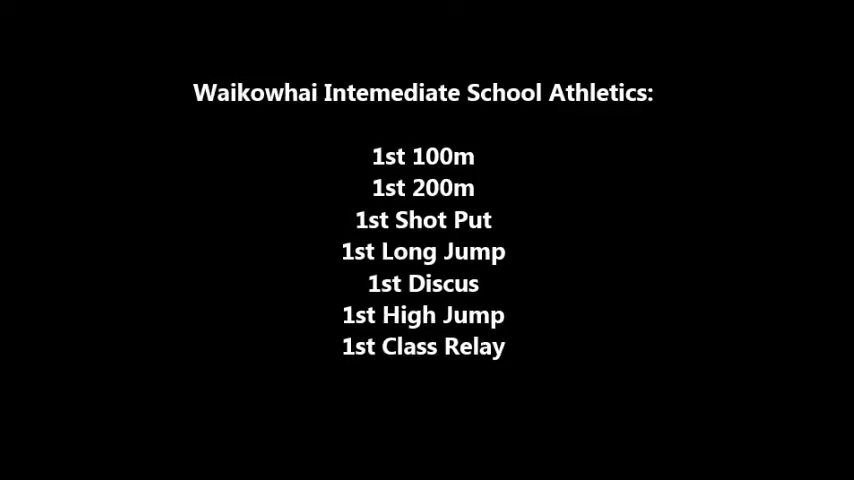 Waikowhai Intemediate School Athletics:
1st 100m
1st 200m
1st Shot Put
1st Long Jump
1st Discus
1st High Jump
1st Class Relay